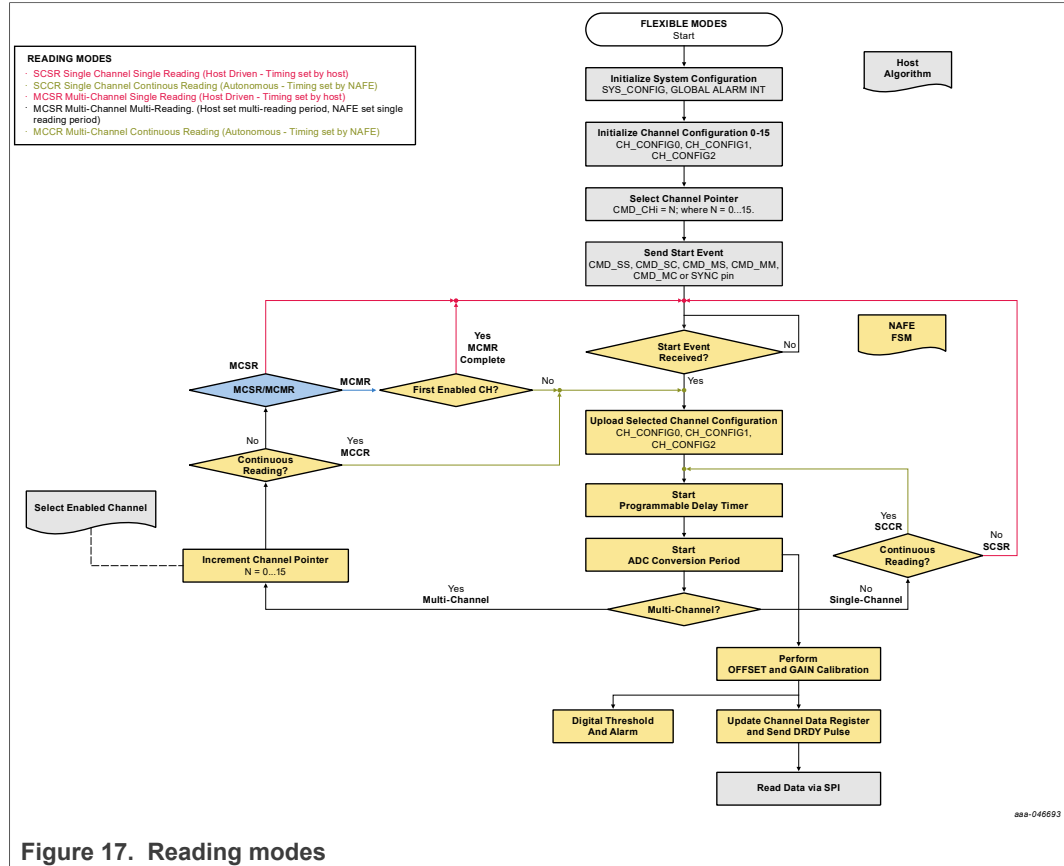 FLEXIBLE MODES
Start
READING MODES
· SCSR Single Channel Single Reading (Host Driven - Timing set by host)
· SCCR Single Channel Continous Reading (Autonomous - Timing set by NAFE)
· MCSR Multi-Channel Single Reading (Host Driven - Timing set by host)
· MCSR Multi-Channel Multi-Reading. (Host set multi-reading period, NAFE set single
reading period)
· MCCR Multi-Channel Continuous Reading (Autonomous - Timing set by NAFE)
Host
Algorithm
Initialize System Configuration
SYS_CONFIG, GLOBAL ALARM INT
Initialize Channel Configuration 0-15
CH_CONFIG0, CH_CONFIG1,
CH_CONFIG2
Select Channel Pointer
CMD_CHi = N; where N = 0...15.
Send Start Event
CMD_SS, CMD_SC, CMD_MS, CMD_MM,
CMD_MC or SYNC pin
NAFE
FSM
Start Event
Received?
No
Yes
MCSR
Yes
MCMR
Complete
MCSR/MCMR
MCMR
First Enabled CH?
No
Upload Selected Channel Configuration
CH_CONFIG0, CH_CONFIG1,
CH_CONFIG2
No
Yes
MCCR
Continuous
Reading?
Select Enabled Channel
Start
Programmable Delay Timer
Yes
SCCR
No
SCSR
Increment Channel Pointer
N = 0...15
Start
ADC Conversion Period
Continuous
Reading?
Yes
Multi-Channel
Multi-Channel?
No
Single-Channel
Perform
OFFSET and GAIN Calibration
Digital Threshold
And Alarm
Update Channel Data Register
and Send DRDY Pulse
Read Data via SPI
aaa-046693
Figure 17. Reading modes